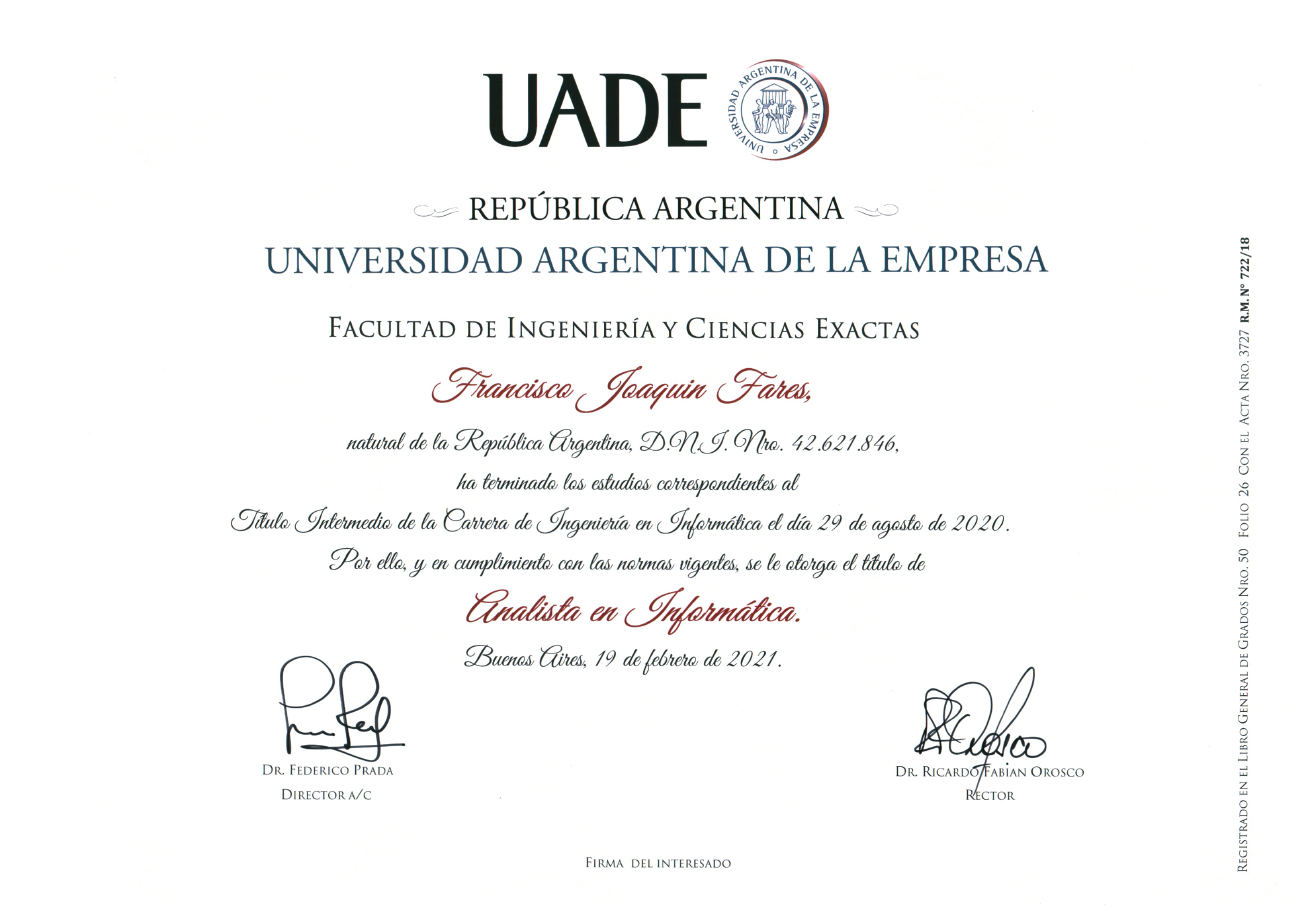 UADE
UNIVERSIDAD ARGENTINA DE LA EMPRESA
REPÚBLICA ARGENTINA
UNIVERSIDAD ARGENTINA DE LA EMPRESA
FACULTAD DE INGENIERÍA Y CIENCIAS EXACTAS
Francisco Joaquin Fares,
natural de la República Argentina, D.N.I. Nro. 42.621.846,
ha terminado los estudios correspondientes al
Título Intermedio de la Carrera de Ingeniería en Informática el día 29 de agosto de 2020.
Por ello, y en cumplimiento con las normas vigentes, se le otorga el título de
Analista en Informática.
Buenos Aires, 19 de febrero de 2021.
DR. FEDERICO PRADA
DIRECTOR A/C
DR. RICARDO FABIAN OROSCO
RECTOR
FIRMA DEL INTERESADO
REGISTRADO EN EL LIBRO GENERAL DE GRADOS NRO. 50 FOLIO 26 CON EL ACTA NRO. 3727 R.M. N° 722/18